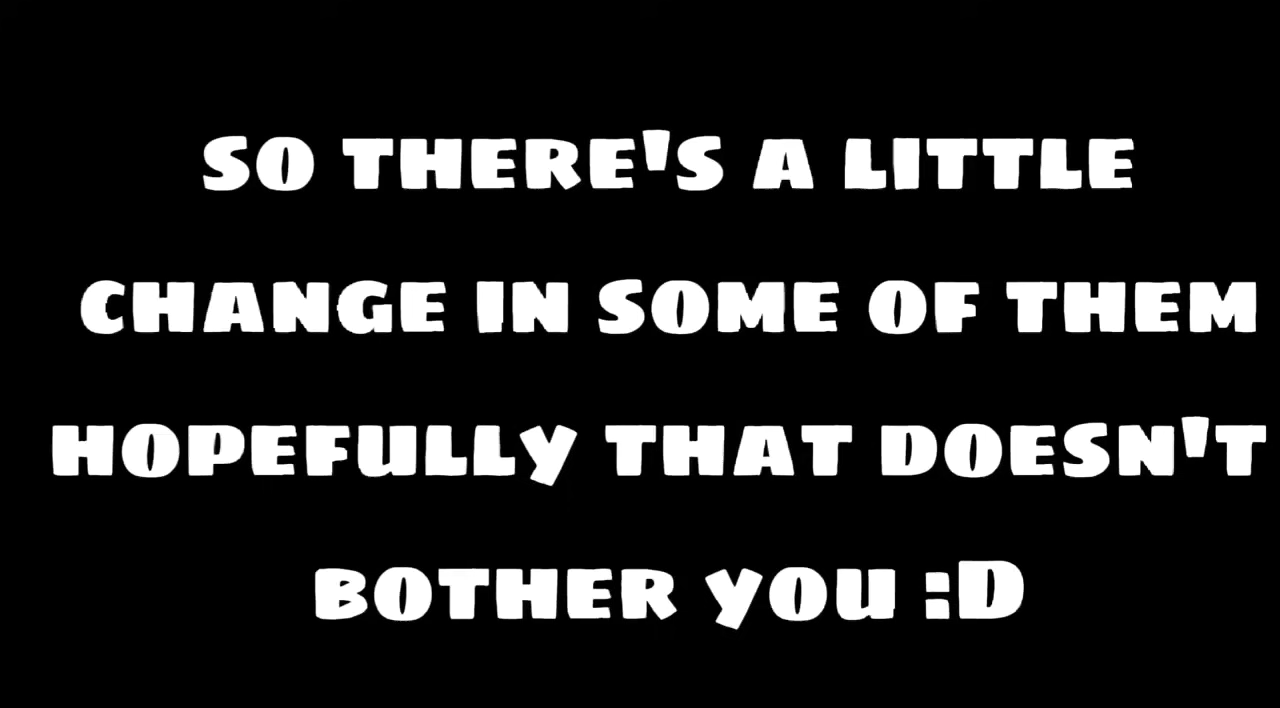 so there's a little
change in some of them
hopefully that doesn't
bother you :D